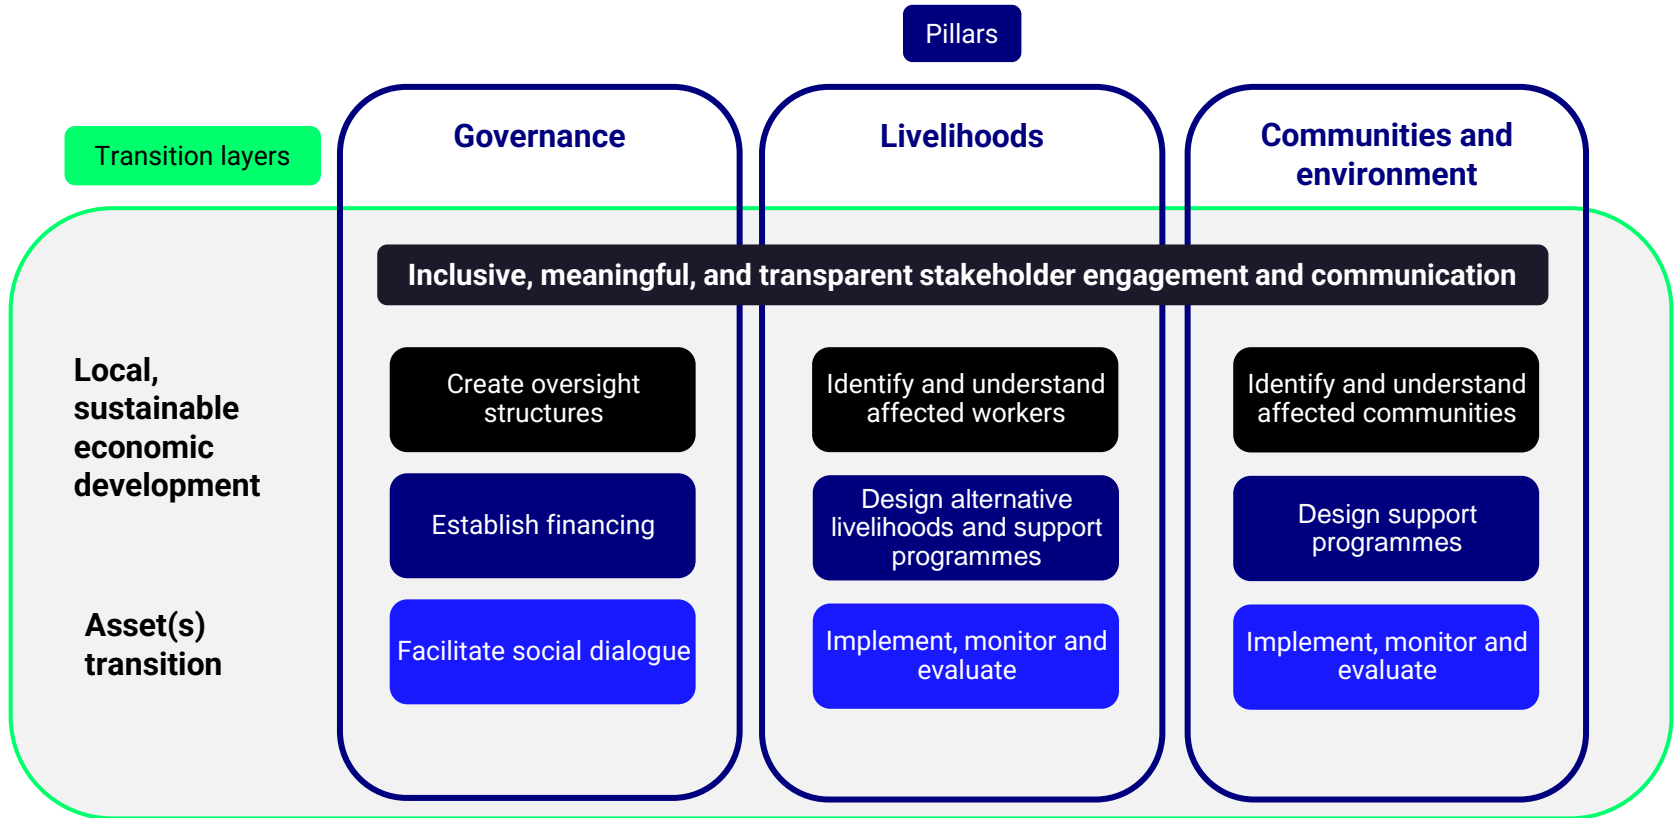 Pillars
Transition layers
Governance
Livelihoods
Communities and
environment
Inclusive, meaningful, and transparent stakeholder engagement and communication
Local,
sustainable
economic
development
Asset(s)
transition
Create oversight
structures
Establish financing
Facilitate social dialogue
Identify and understand
affected workers
Design alternative
livelihoods and support
programmes
Implement, monitor and
evaluate
Identify and understand
affected communities
Design support
programmes
Implement, monitor and
evaluate